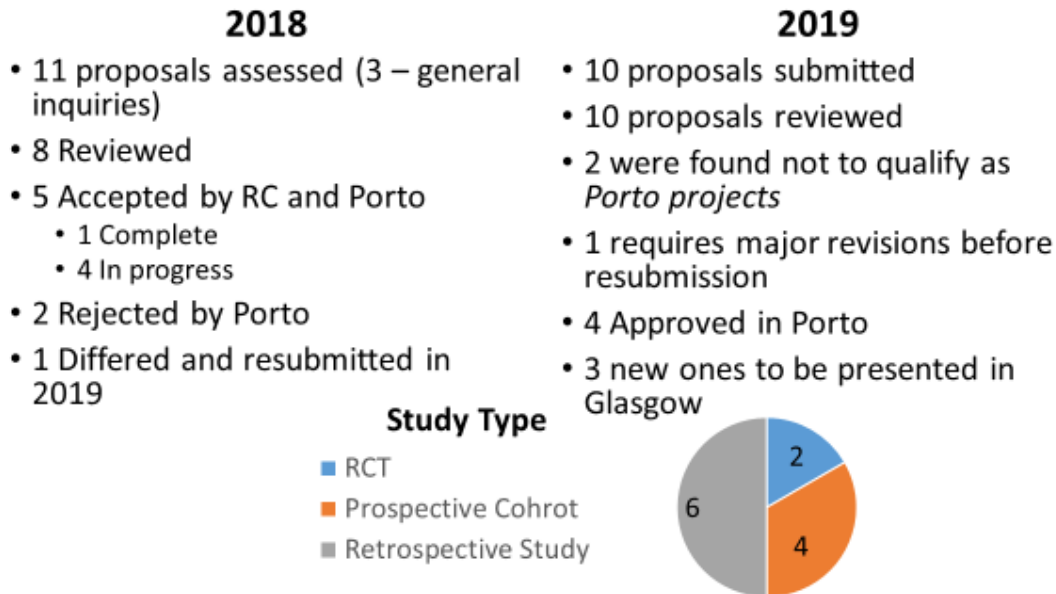 2018
• 11 proposals assessed (3 – general
inquiries)
• 8 Reviewed
• 5 Accepted by RC and Porto
• 1 Complete
• 4 In progress
• 2 Rejected by Porto
• 1 Differed and resubmitted in
2019
2019
• 10 proposals submitted
• 10 proposals reviewed
• 2 were found not to qualify as
Porto projects
• 1 requires major revisions before
resubmission
• 4 Approved in Porto
• 3 new ones to be presented in
Glasgow
Study Type
RCT
Prospective Cohrot
Retrospective Study
2
4
6